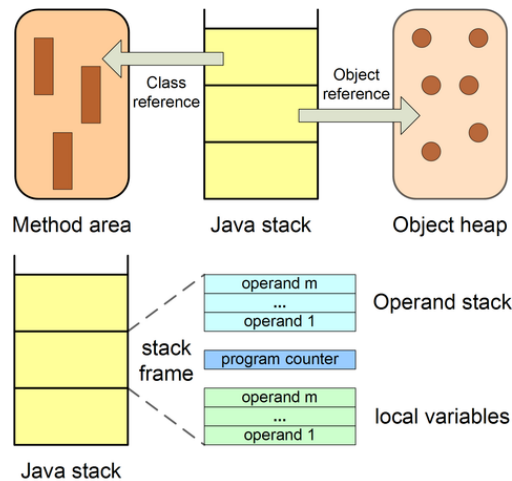 Class
reference
Object
reference
Method area
Java stack
Object heap
operand m
...
operand 1
Operand stack
stack
frame
program counter
operand m
...
operand 1
local variables
Java stack